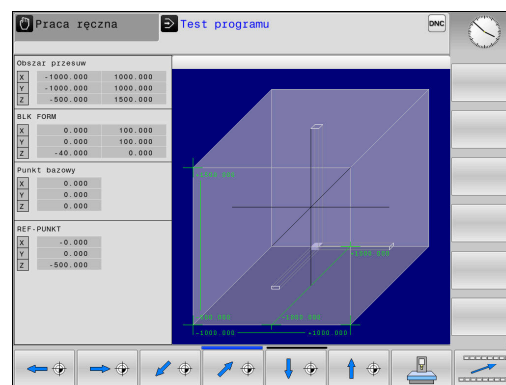 Praca ręczna
Test programu
DNC
Obszar przesuw
X -1000.000 1000.000
Y -1000.000 1000.000
Z -500.000 1500.000
BLK FORM
X 0.000 100.000
Y 0.000 100.000
Z -40.000 0.000
Punkt bazowy
X 0.000
Y 0.000
Z 0.000
REF-PUNKT
X -0.000
Y 0.000
Z -500.000
+1000.000
-1000.000
+1000.000